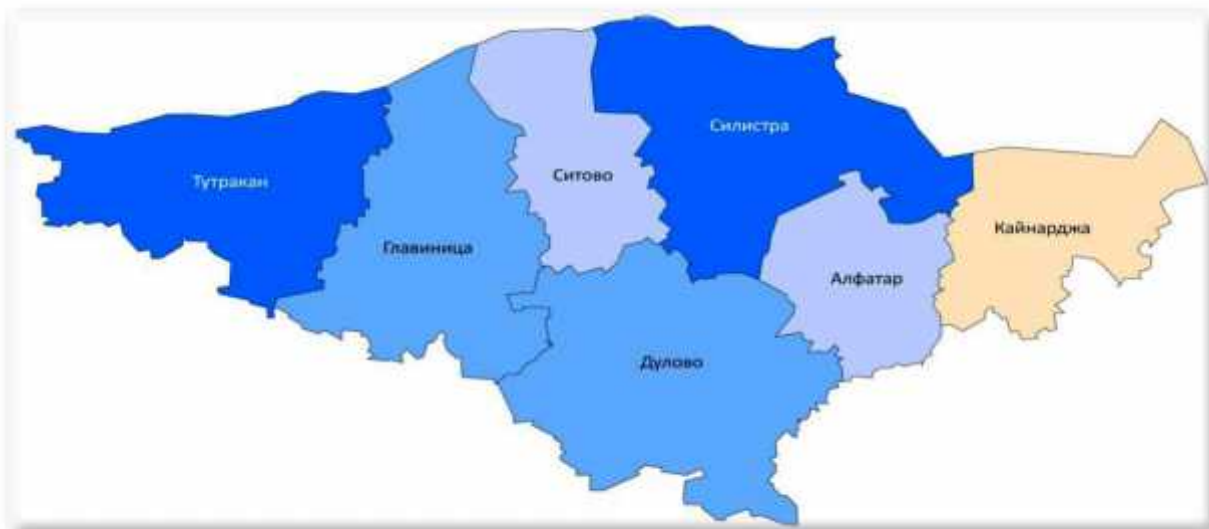 Силистра
Тутракан
Ситово
Кайнарджа
Главиница
Алфатар
Дулово